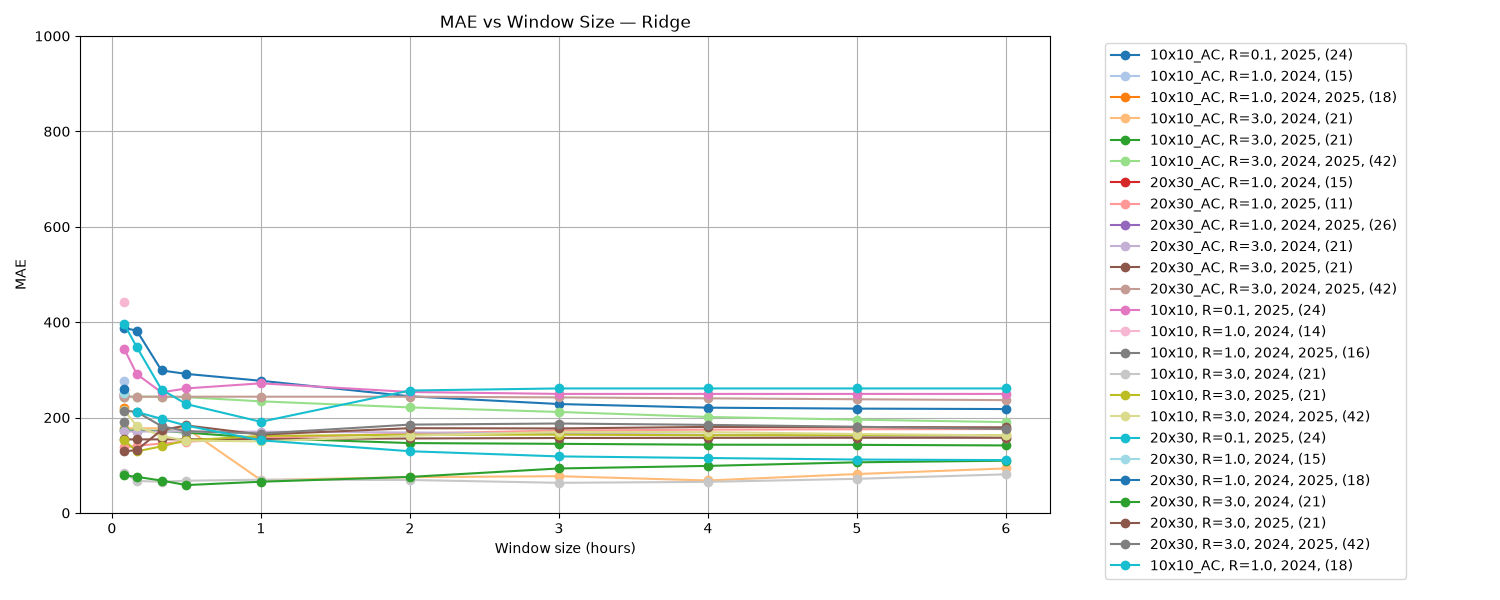 MAE vs Window Size — Ridge
1000
800
600
400
200
0
MAE
0 1 2 3 4 5 6
Window size (hours)
10x10_AC, R=0.1, 2025, (24)
10x10_AC, R=1.0, 2024, (15)
10x10_AC, R=1.0, 2024, 2025, (18)
10x10_AC, R=3.0, 2024, (21)
10x10_AC, R=3.0, 2025, (21)
10x10_AC, R=3.0, 2024, 2025, (42)
20x30_AC, R=1.0, 2024, (15)
20x30_AC, R=1.0, 2025, (11)
20x30_AC, R=1.0, 2024, 2025, (26)
20x30_AC, R=3.0, 2024, (21)
20x30_AC, R=3.0, 2025, (21)
20x30_AC, R=3.0, 2024, 2025, (42)
10x10, R=0.1, 2025, (24)
10x10, R=1.0, 2024, (14)
10x10, R=1.0, 2024, 2025, (16)
10x10, R=3.0, 2024, (21)
10x10, R=3.0, 2025, (21)
10x10, R=3.0, 2024, 2025, (42)
20x30, R=0.1, 2025, (24)
20x30, R=1.0, 2024, (15)
20x30, R=1.0, 2024, 2025, (18)
20x30, R=3.0, 2024, (21)
20x30, R=3.0, 2025, (21)
20x30, R=3.0, 2024, 2025, (42)
10x10_AC, R=1.0, 2024, (18)